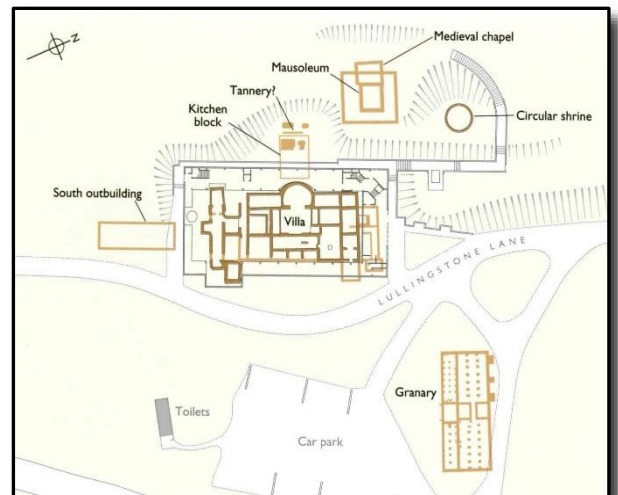 N
Medieval chapel
Mausoleum
Tannery?
Kitchen
block
Circular shrine
South outbuilding
Villa
LULLINGSTONE LANE
Granary
Toilets
Car park